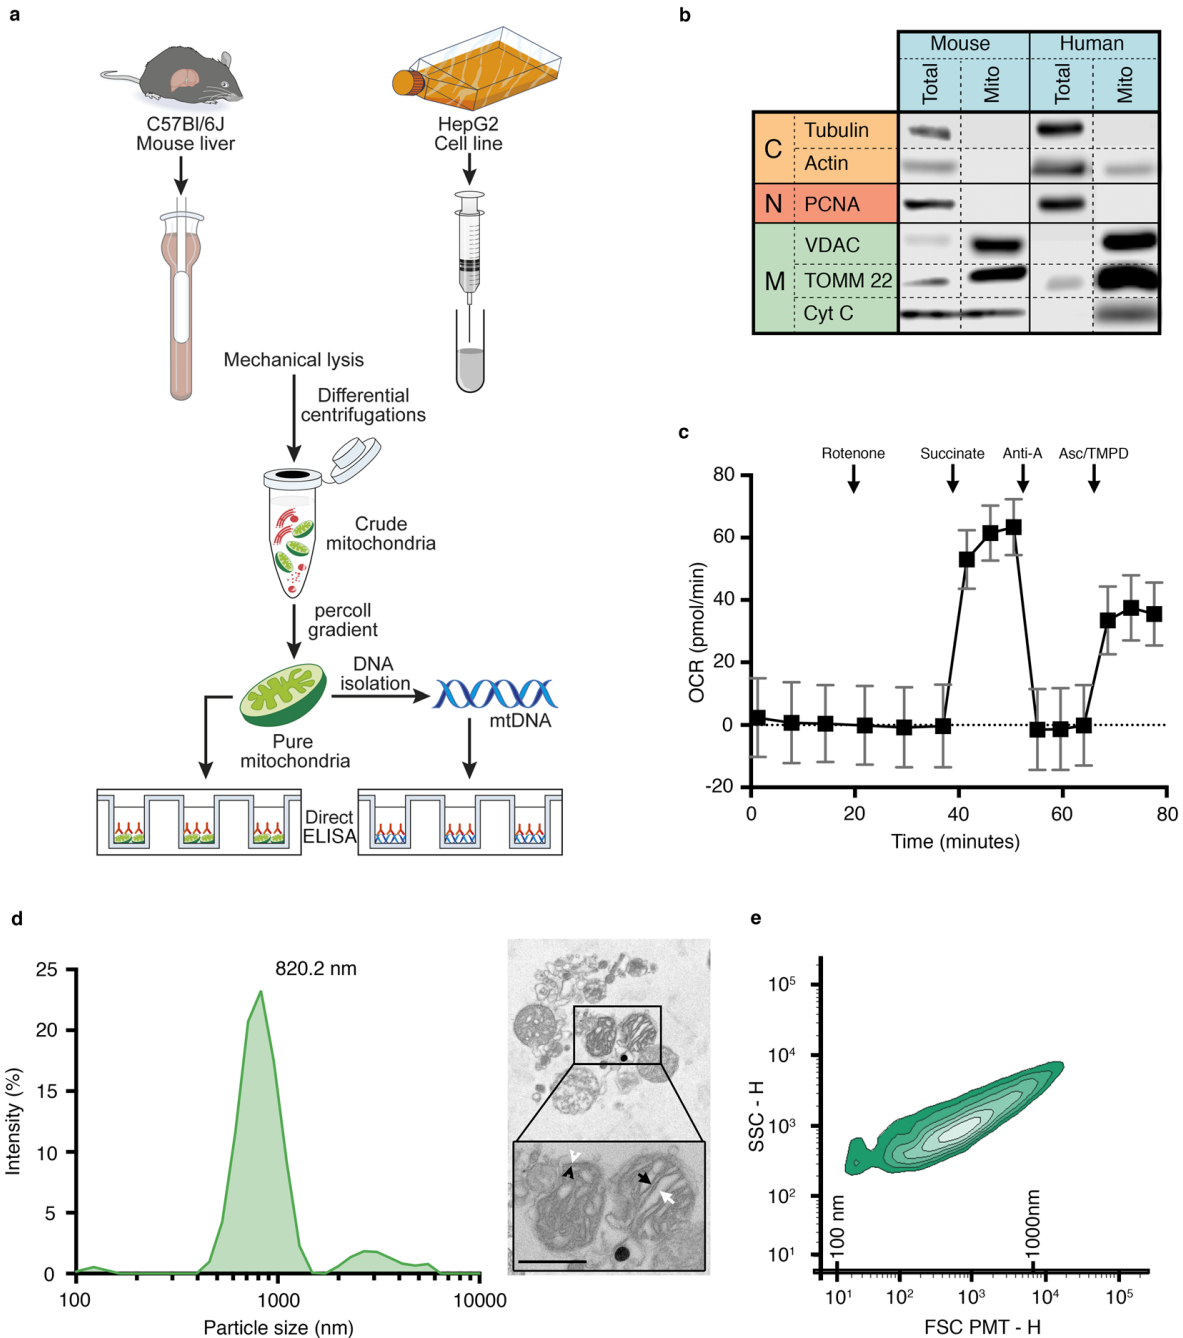 a
C57Bl/6J
Mouse liver
HepG2
Cell line
Mechanical lysis
Differential
centrifugations
Crude
mitochondria
percoll
gradient
DNA
isolation
mtDNA
Pure
mitochondria
Direct
ELISA
b
Mouse Human
Total Mito Total Mito
C Tubulin
Actin
N PCNA
M VDAC
TOMM 22
Cyt C
c
Rotenone Succinate Anti-A Asc/TMPD
OCR (pmol/min)
80
60
40
20
0
-20
0 20 40 60 80
Time (minutes)
d
820.2 nm
Intensity (%)
25
20
15
10
5
0
100 1000 10000
Particle size (nm)
e
SSC - H
10⁵
10⁴
10³
10²
10¹
100 nm
1000nm
10¹ 10² 10³ 10⁴ 10⁵
FSC PMT - H